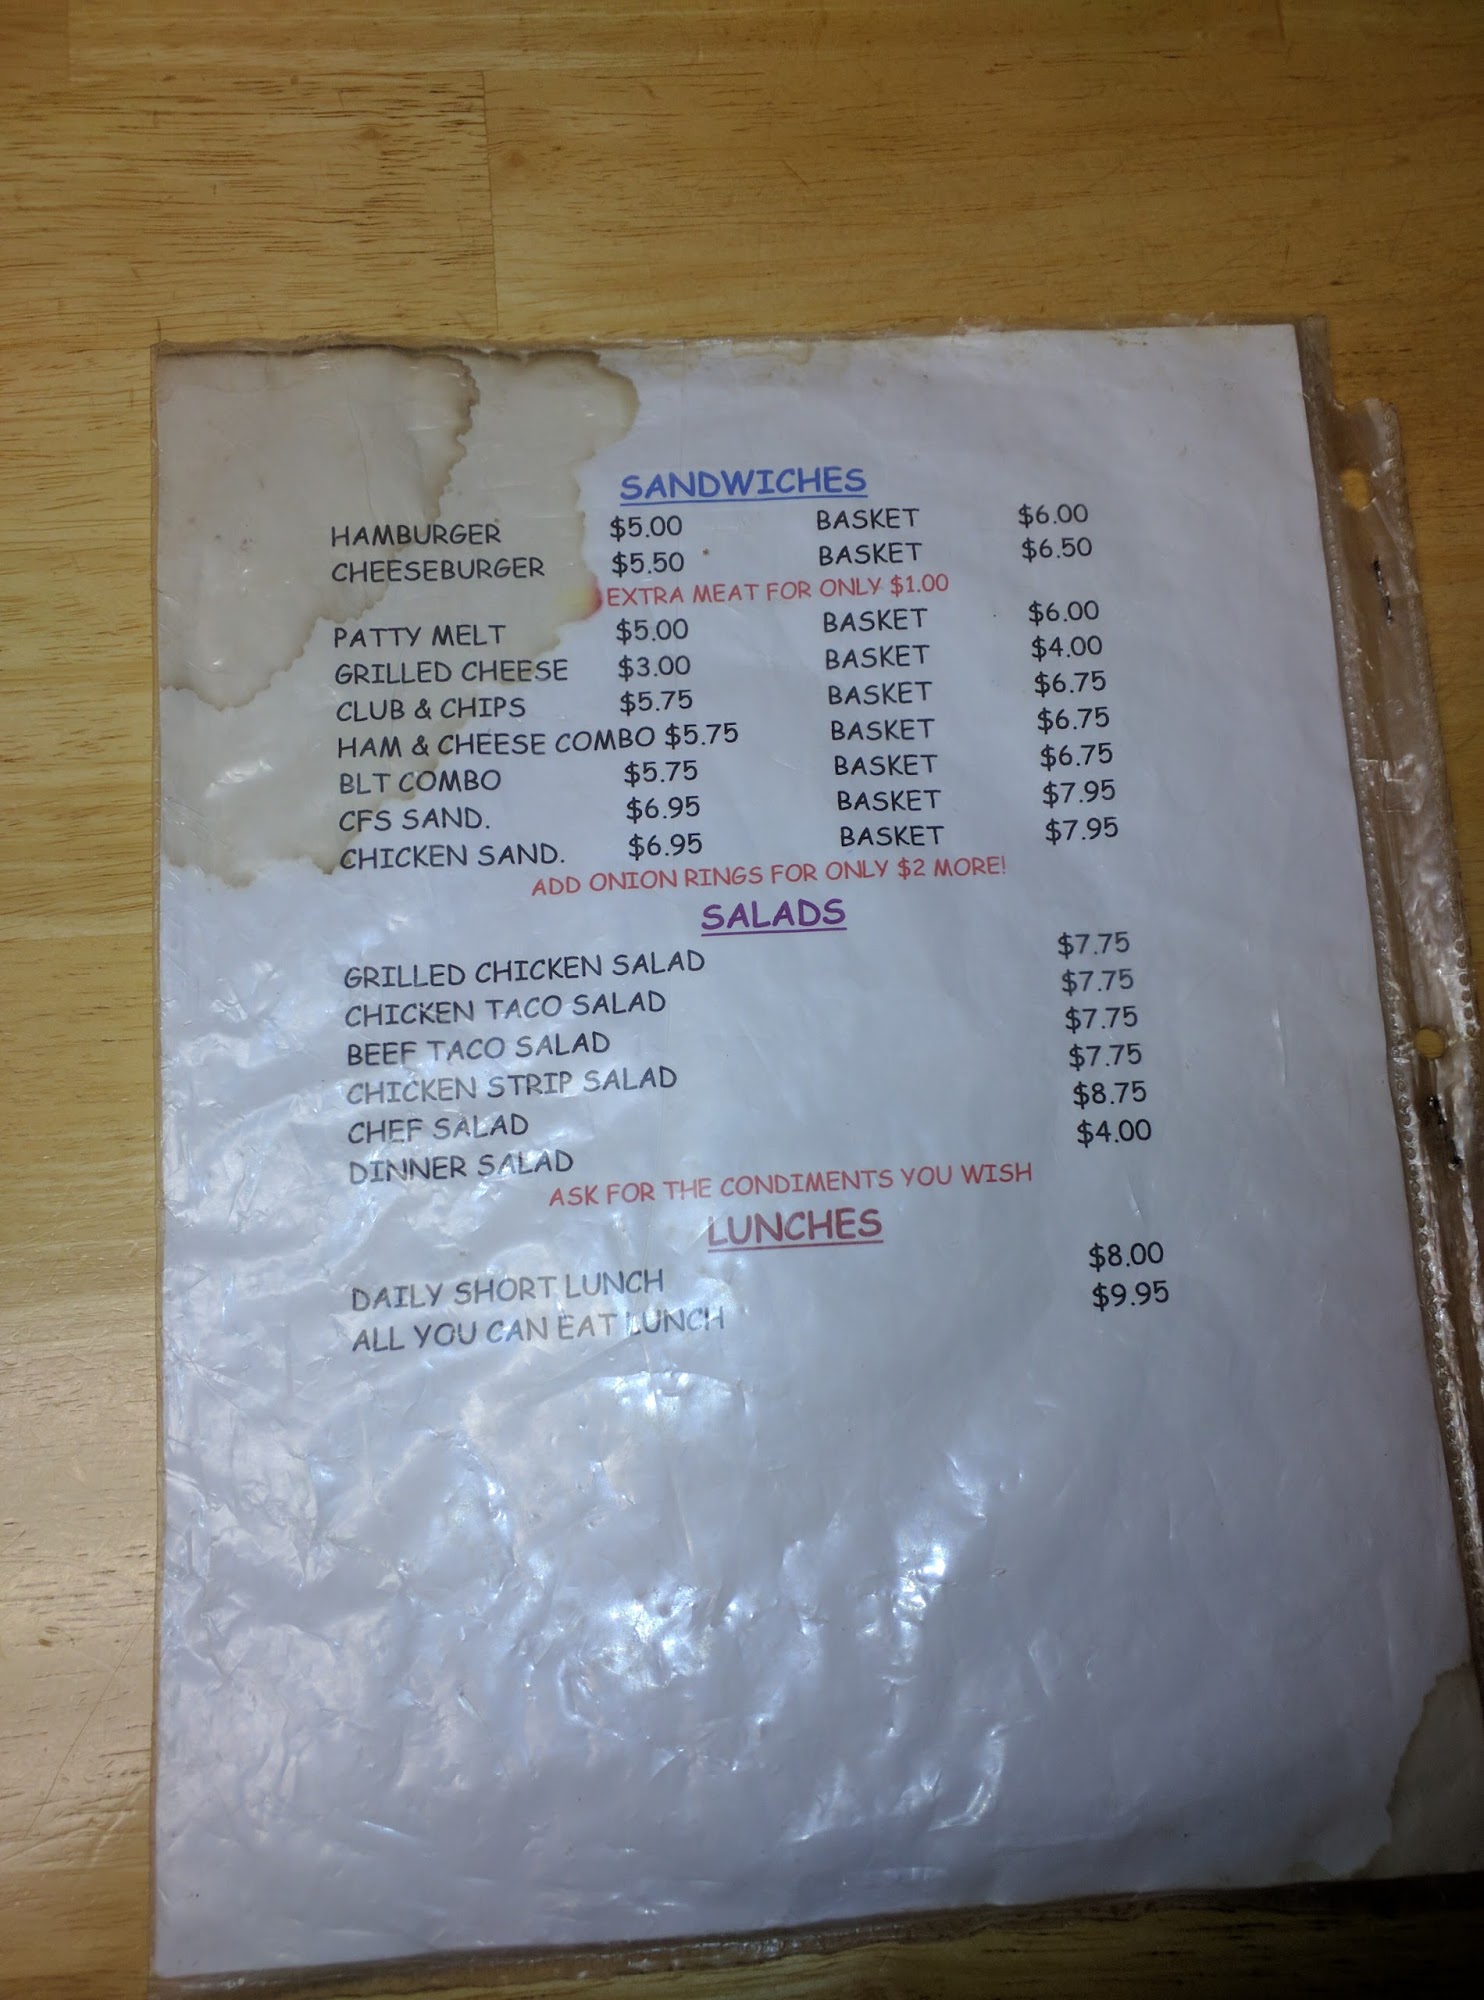 SANDWICHES
HAMBURGER $5.00 BASKET $6.00
CHEESEBURGER $5.50 BASKET $6.50
EXTRA MEAT FOR ONLY $1.00
PATTY MELT $5.00 BASKET $6.00
GRILLED CHEESE $3.00 BASKET $4.00
CLUB & CHIPS $5.75 BASKET $6.75
HAM & CHEESE COMBO $5.75 BASKET $6.75
BLT COMBO $5.75 BASKET $6.75
CFS SAND. $6.95 BASKET $7.95
CHICKEN SAND. $6.95 BASKET $7.95
ADD ONION RINGS FOR ONLY $2 MORE!
SALADS
GRILLED CHICKEN SALAD $7.75
CHICKEN TACO SALAD $7.75
BEEF TACO SALAD $7.75
CHICKEN STRIP SALAD $7.75
CHEF SALAD $8.75
DINNER SALAD $4.00
ASK FOR THE CONDIMENTS YOU WISH
LUNCHES
DAILY SHORT LUNCH $8.00
ALL YOU CAN EAT LUNCH $9.95